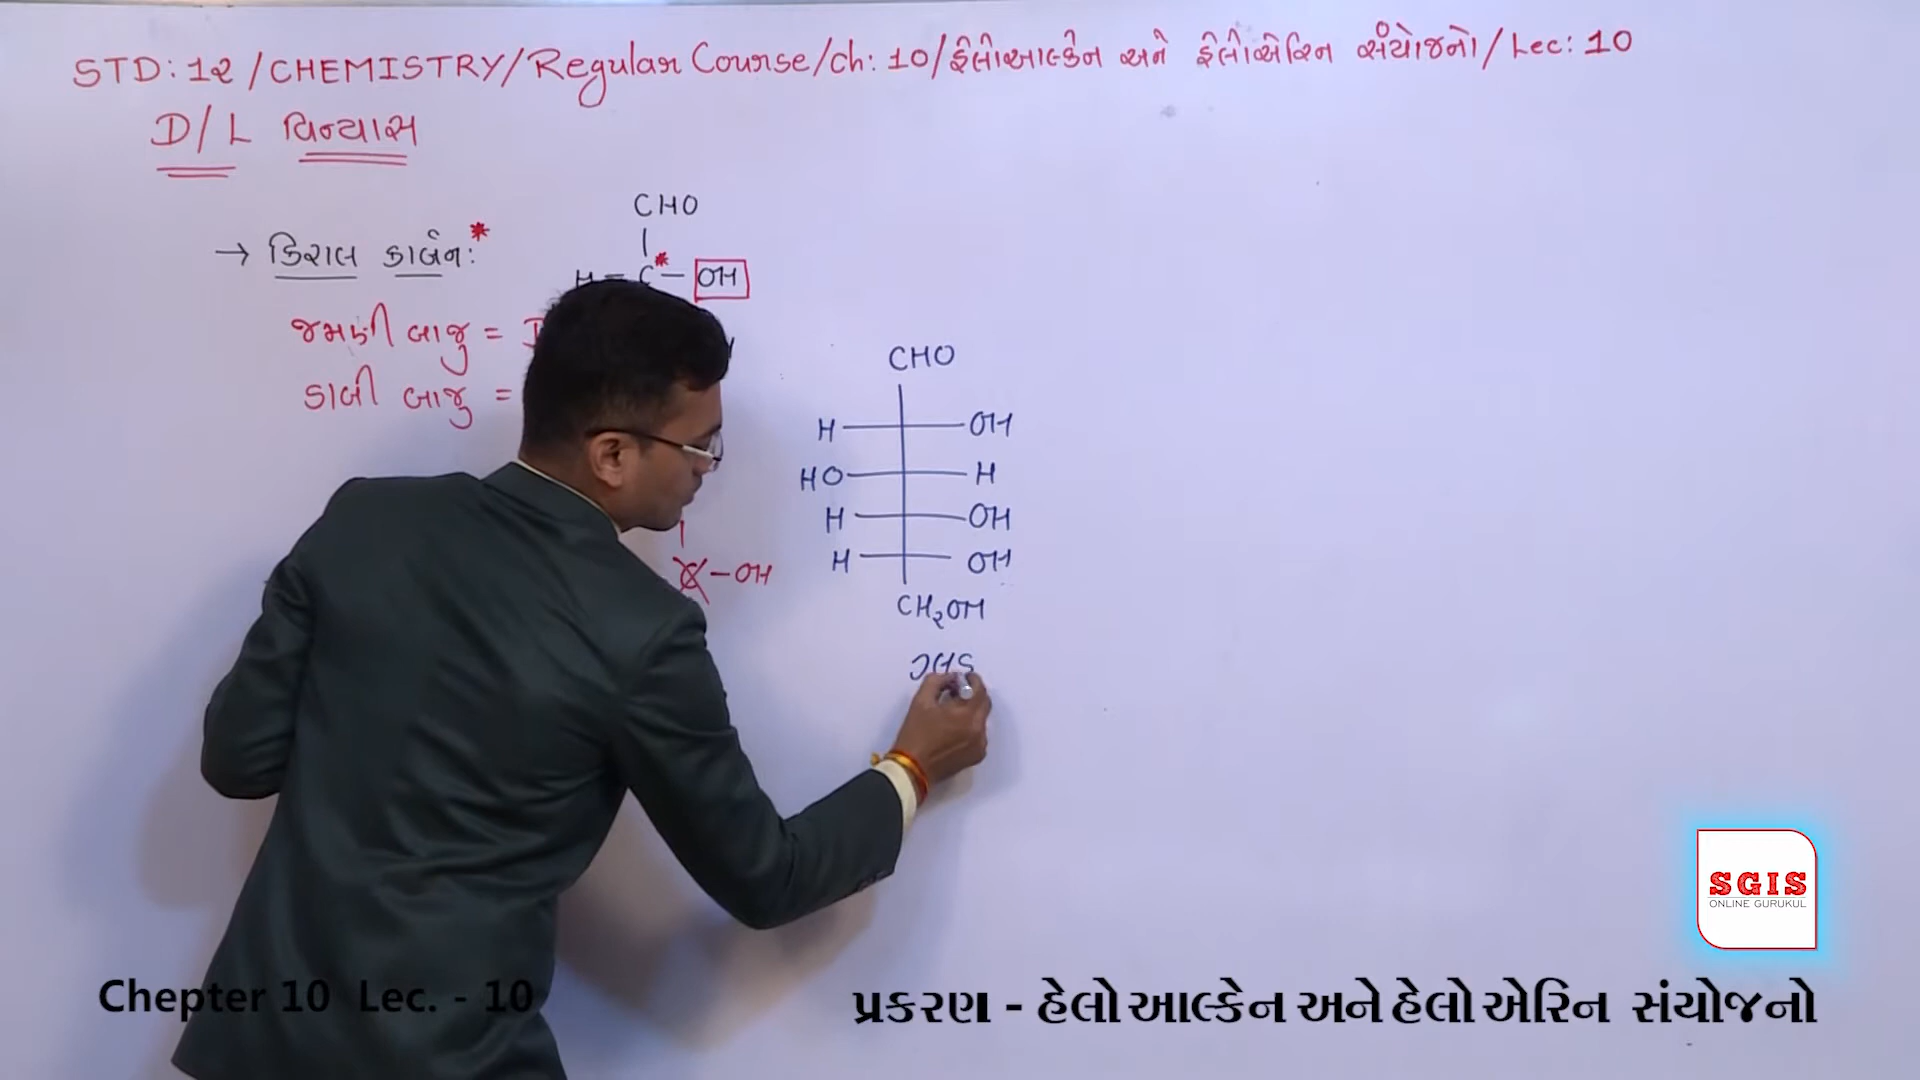 STD: 12 / CHEMISTRY / Regular Course / ch: 10 / હેલોઆલ્કેન અને હેલોએરિન સંયોજનો / Lec: 10
D / L વિન્યાસ
→ કિરાલ કાર્બન: *
જમણી બાજુ =
ડાબી બાજુ =
CHO
|
H - C* - OH
C - OH
CHO
H OH
HO H
H OH
H OH
CH₂OH
SGIS
ONLINE GURUKUL
Chepter 10 Lec. - 10
પ્રકરણ - હેલોઆલ્કેન અને હેલોએરિન સંયોજનો